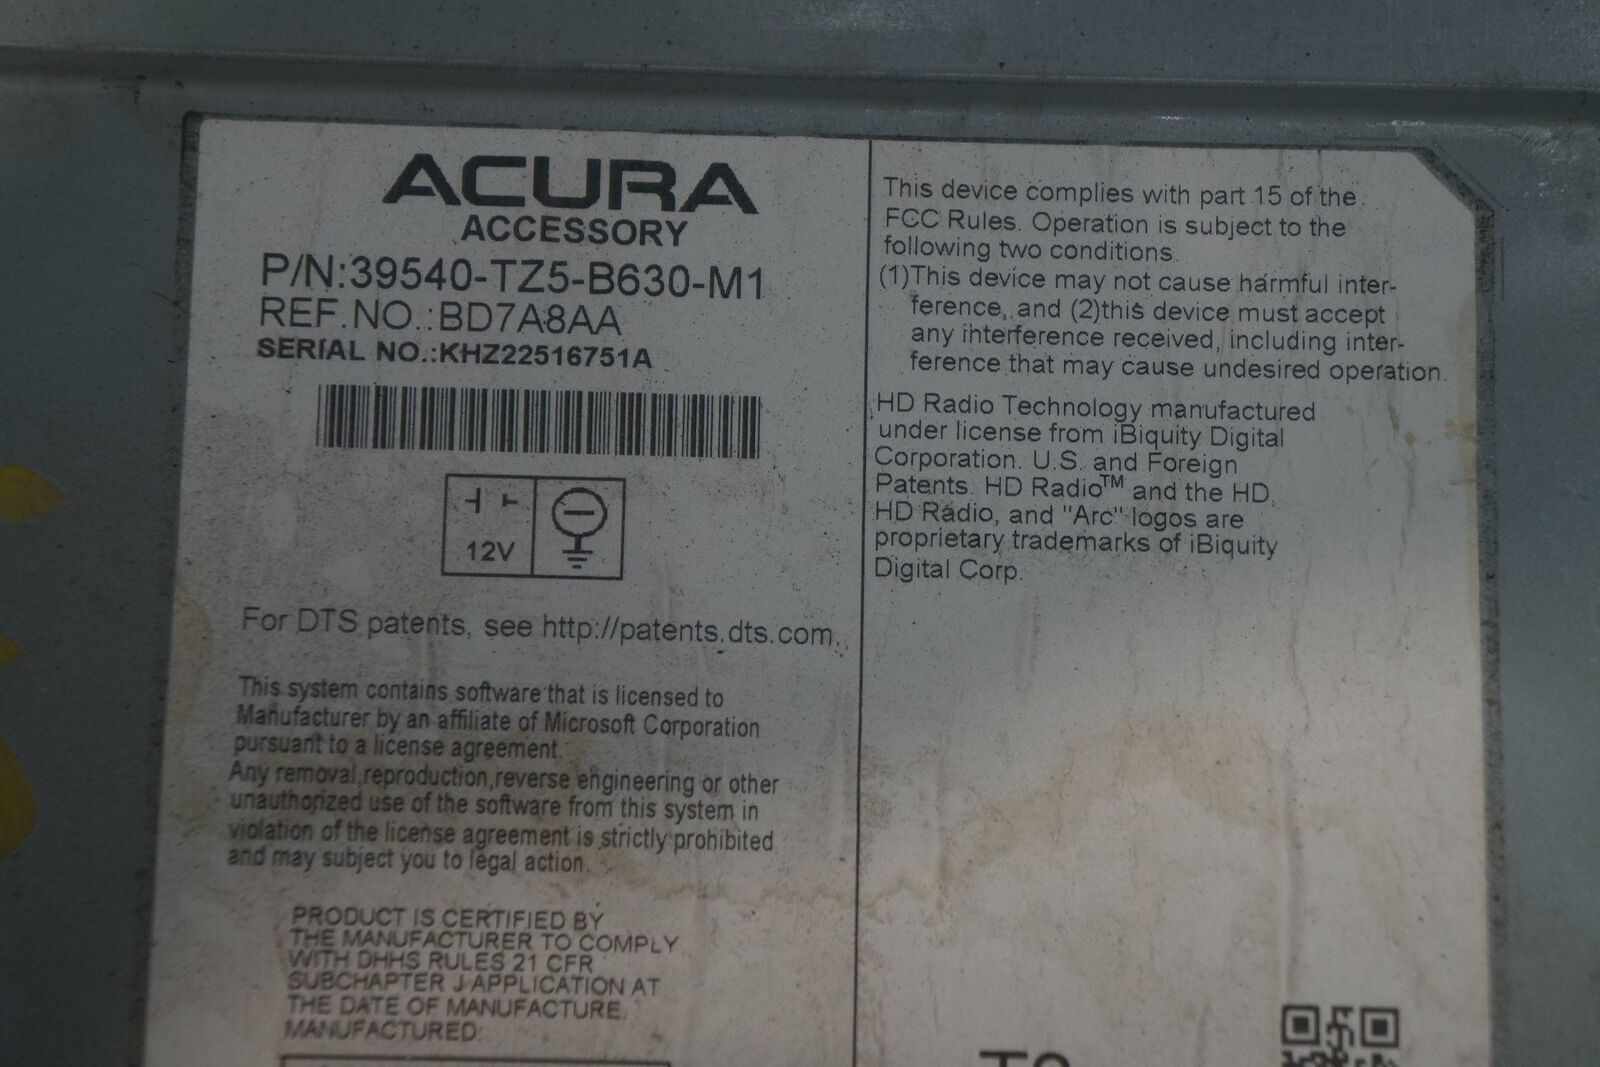 ACURA
ACCESSORY
P/N:39540-TZ5-B630-M1
REF.NO.:BD7A8AA
SERIAL NO.:KHZ22516751A
12V
For DTS patents, see http://patents.dts.com.
This system contains software that is licensed to
Manufacturer by an affiliate of Microsoft Corporation
pursuant to a license agreement.
Any removal,reproduction,reverse engineering or other
unauthorized use of the software from this system in
violation of the license agreement is strictly prohibited
and may subject you to legal action.
PRODUCT IS CERTIFIED BY
THE MANUFACTURER TO COMPLY
WITH DHHS RULES 21 CFR
SUBCHAPTER J APPLICATION AT
THE DATE OF MANUFACTURE.
MANUFACTURED:
This device complies with part 15 of the
FCC Rules. Operation is subject to the
following two conditions.
(1)This device may not cause harmful inter-
ference, and (2)this device must accept
any interference received, including inter-
ference that may cause undesired operation.
HD Radio Technology manufactured
under license from iBiquity Digital
Corporation. U.S. and Foreign
Patents. HD Radio™ and the HD,
HD Radio, and "Arc" logos are
proprietary trademarks of iBiquity
Digital Corp.